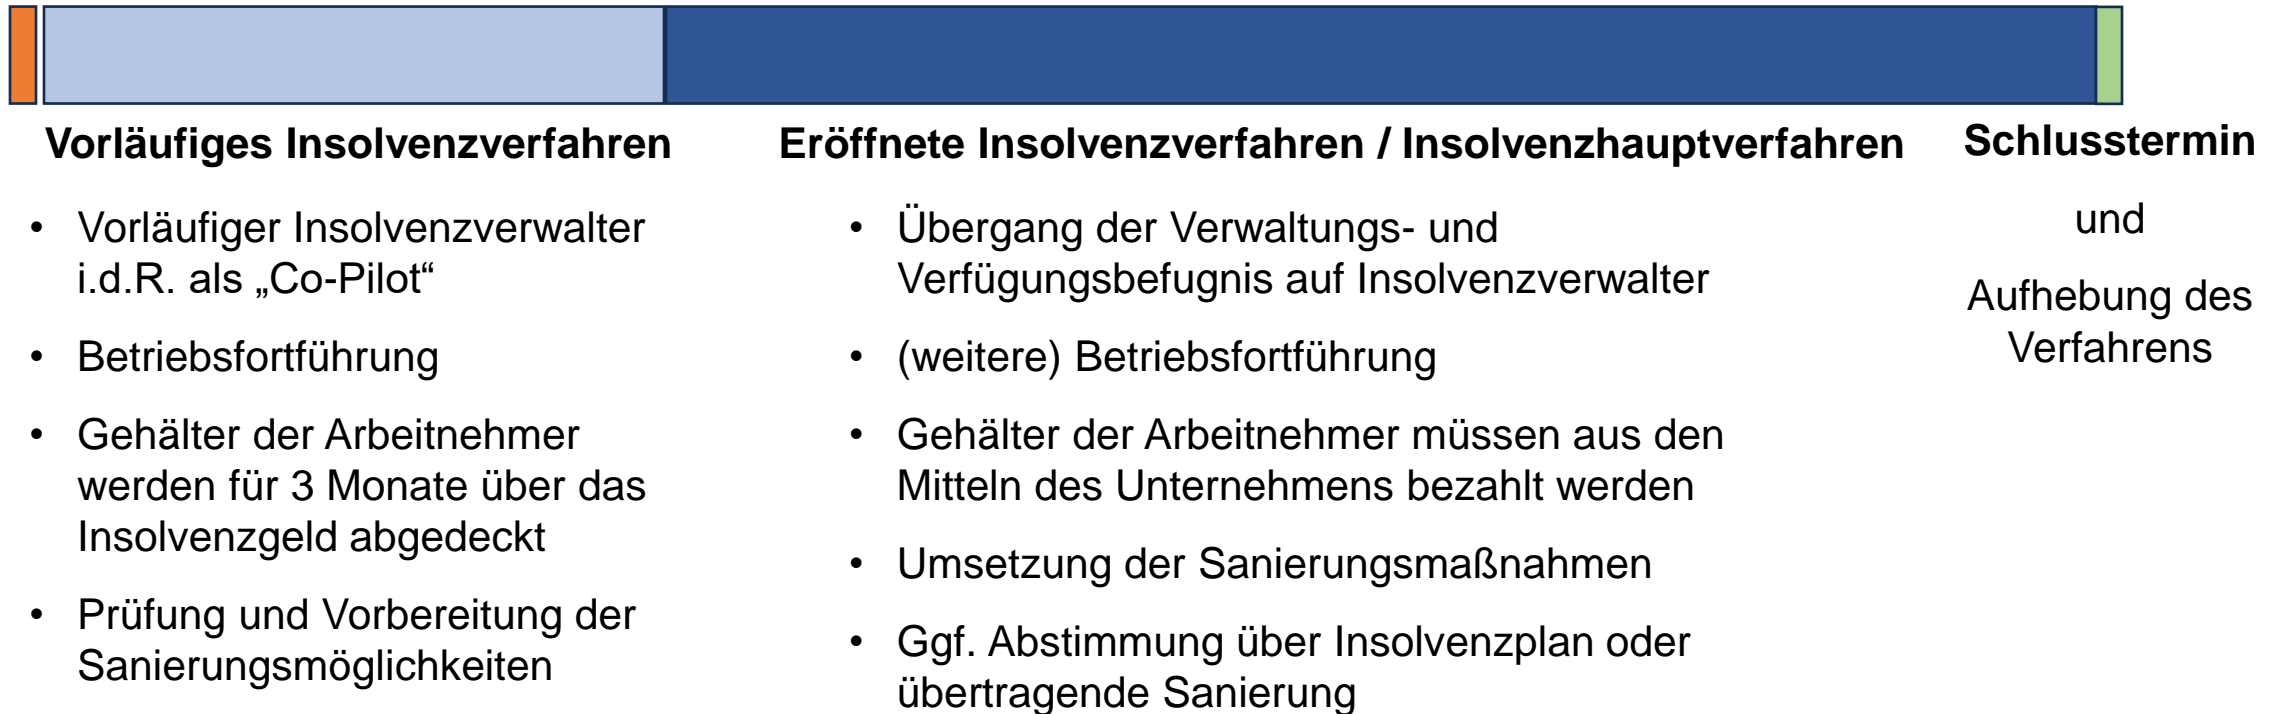 Vorläufiges Insolvenzverfahren
• Vorläufiger Insolvenzverwalter
i.d.R. als „Co-Pilot“
• Betriebsfortführung
• Gehälter der Arbeitnehmer
werden für 3 Monate über das
Insolvenzgeld abgedeckt
• Prüfung und Vorbereitung der
Sanierungsmöglichkeiten
Eröffnete Insolvenzverfahren / Insolvenzhauptverfahren
• Übergang der Verwaltungs- und
Verfügungsbefugnis auf Insolvenzverwalter
• (weitere) Betriebsfortführung
• Gehälter der Arbeitnehmer müssen aus den
Mitteln des Unternehmens bezahlt werden
• Umsetzung der Sanierungsmaßnahmen
• Ggf. Abstimmung über Insolvenzplan oder
übertragende Sanierung
Schlusstermin
und
Aufhebung des
Verfahrens